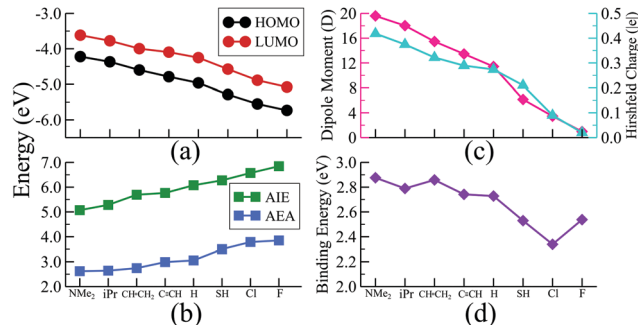 -3.0
-4.0
-5.0
-6.0
HOMO
LUMO
(a)
Energy (eV)
20
16
12
8
4
0
Dipole Moment (D)
0.5
0.4
0.3
0.2
0.1
0.0
Hirshfeld Charge (|e|)
(c)
7.0
6.0
5.0
4.0
3.0
2.0
AIE
AEA
NMe₂ iPr CH=CH₂ C≡CH H SH Cl F
(b)
3.0
2.8
2.6
2.4
2.2
2.0
Binding Energy (eV)
NMe₂ iPr CH=CH₂ C≡CH H SH Cl F
(d)